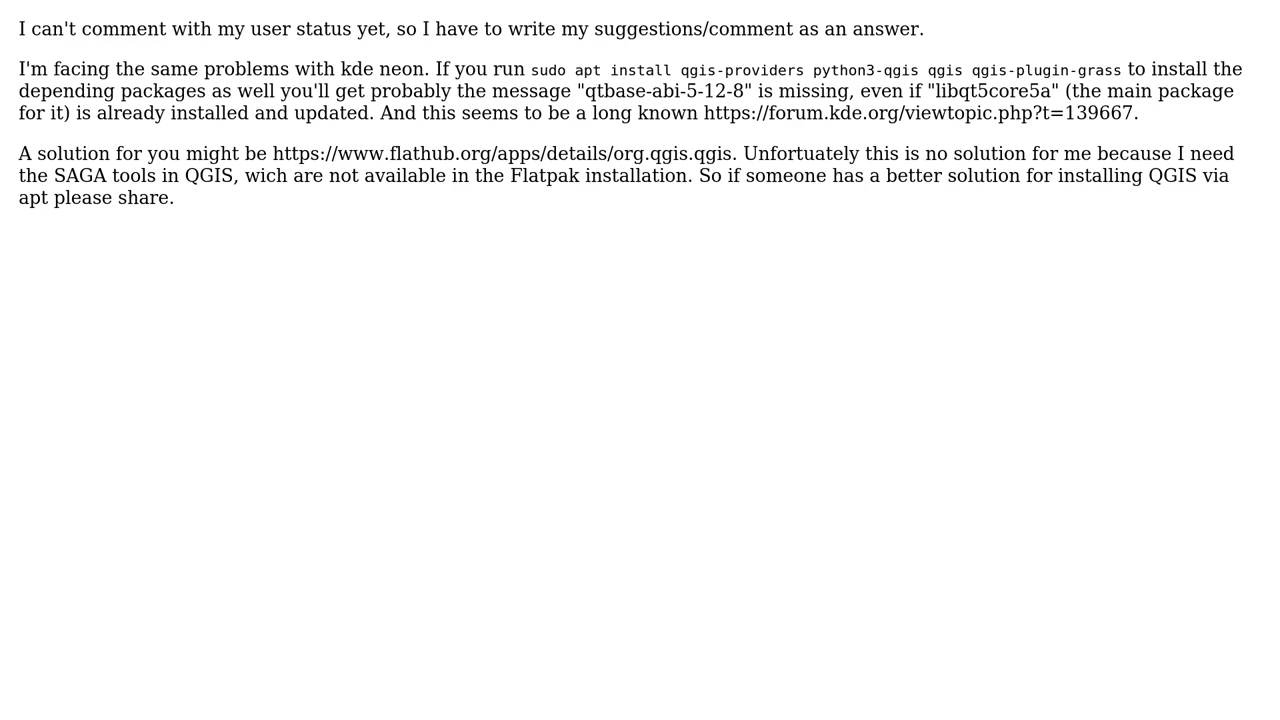 I can't comment with my user status yet, so I have to write my suggestions/comment as an answer.
I'm facing the same problems with kde neon. If you run sudo apt install qgis-providers python3-qgis qgis qgis-plugin-grass to install the
depending packages as well you'll get probably the message "qtbase-abi-5-12-8" is missing, even if "libqt5core5a" (the main package
for it) is already installed and updated. And this seems to be a long known https://forum.kde.org/viewtopic.php?t=139667.
A solution for you might be https://www.flathub.org/apps/details/org.qgis.qgis. Unfortuately this is no solution for me because I need
the SAGA tools in QGIS, wich are not available in the Flatpak installation. So if someone has a better solution for installing QGIS via
apt please share.